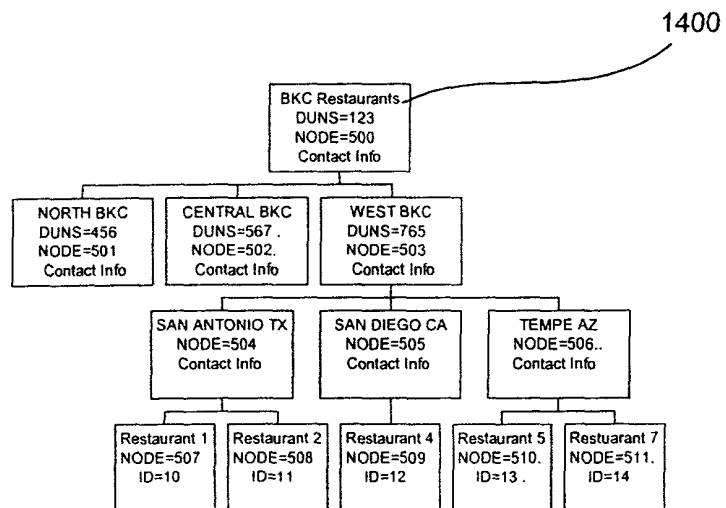 1400
BKC Restaurants
DUNS=123
NODE=500
Contact Info
NORTH BKC
DUNS=456
NODE=501
Contact Info
CENTRAL BKC
DUNS=567 .
NODE=502.
Contact Info
WEST BKC
DUNS=765
NODE=503
Contact Info
SAN ANTONIO TX
NODE=504
Contact Info
SAN DIEGO CA
NODE=505
Contact Info
TEMPE AZ
NODE=506..
Contact Info
Restaurant 1
NODE=507
ID=10
Restaurant 2
NODE=508
ID=11
Restaurant 4
NODE=509
ID=12
Restaurant 5
NODE=510.
ID=13 .
Restuarant 7
NODE=511.
ID=14